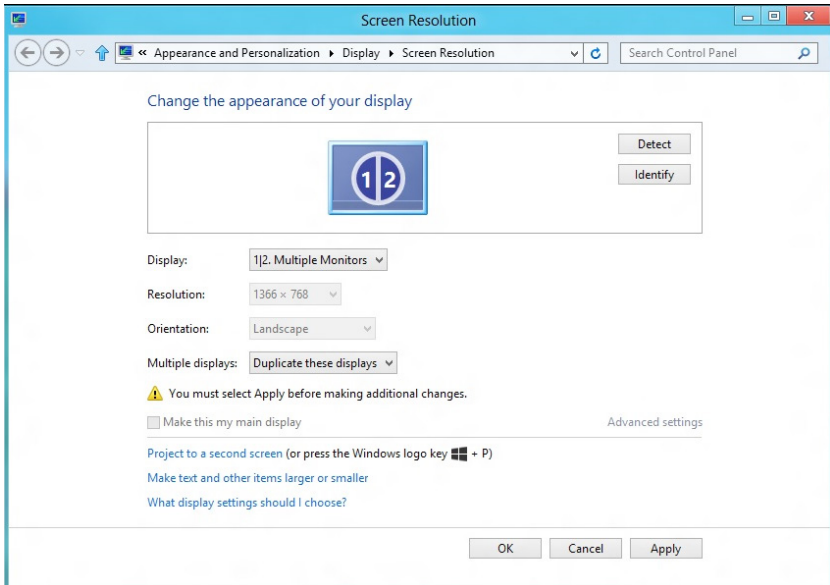 Screen Resolution
« Appearance and Personalization ▸ Display ▸ Screen Resolution
Search Control Panel
Change the appearance of your display
1|2
Detect
Identify
Display: 1|2. Multiple Monitors
Resolution: 1366 × 768
Orientation: Landscape
Multiple displays: Duplicate these displays
You must select Apply before making additional changes.
Make this my main display Advanced settings
Project to a second screen (or press the Windows logo key + P)
Make text and other items larger or smaller
What display settings should I choose?
OK Cancel Apply